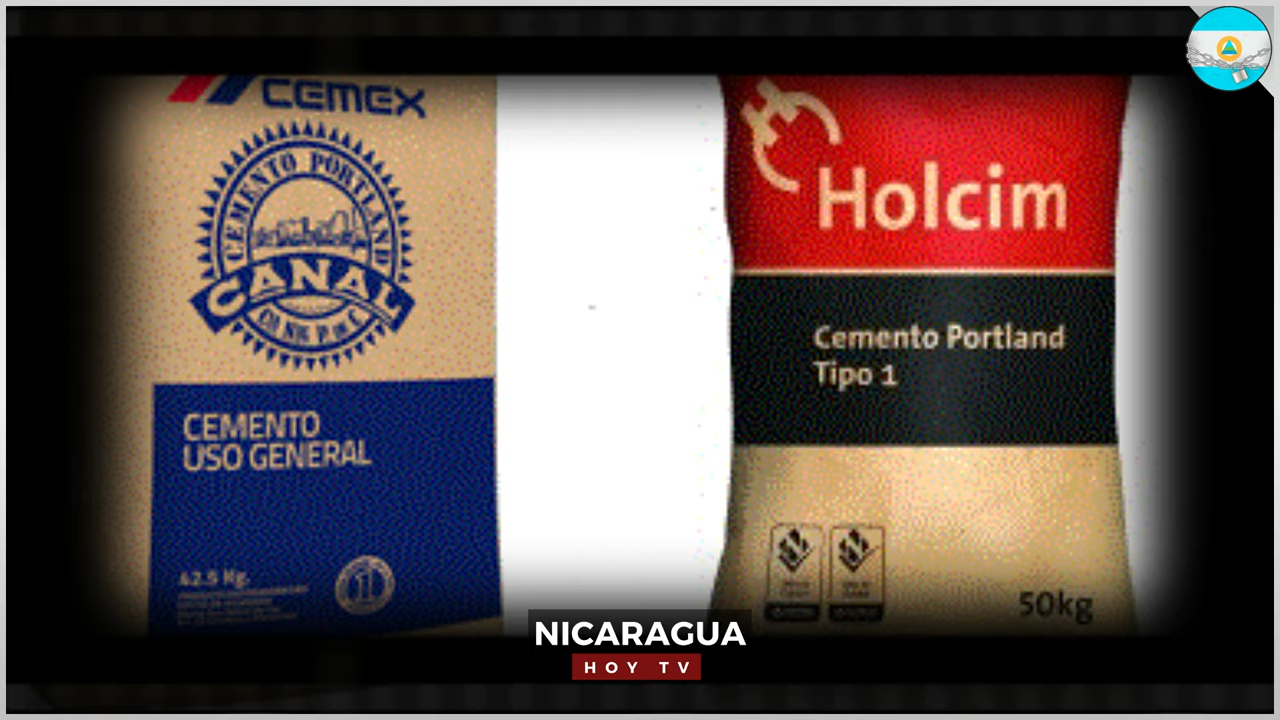 CEMEX
CEMENTO PORTLAND
CANAL
CEMENTO
USO GENERAL
42.5 Kg.
Holcim
Cemento Portland
Tipo 1
50kg
NICARAGUA
HOY TV